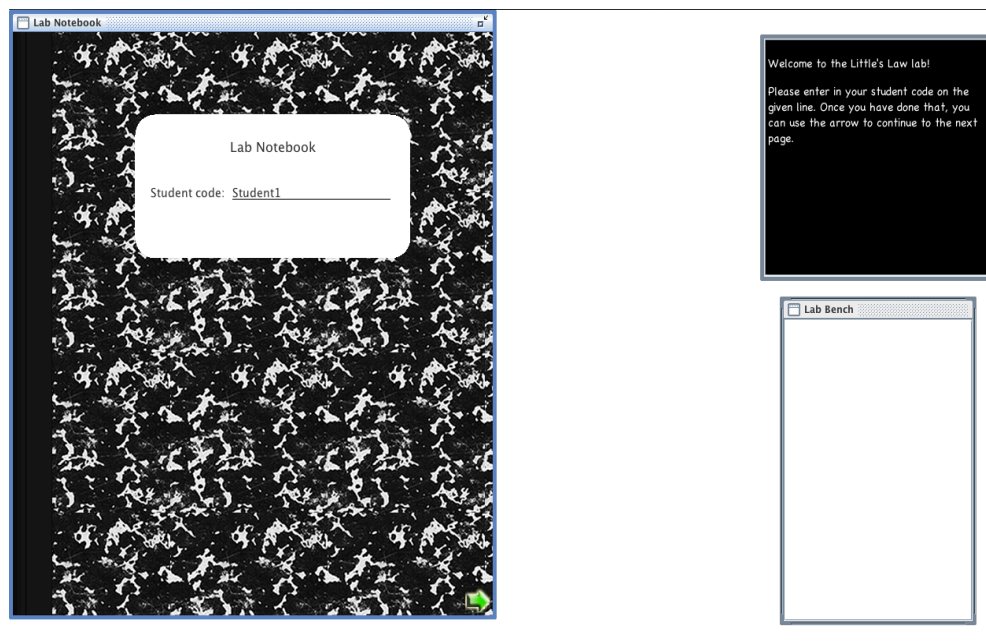 Lab Notebook
Lab Notebook
Student code: Student1
Welcome to the Little's Law lab!
Please enter in your student code on the
given line. Once you have done that, you
can use the arrow to continue to the next
page.
Lab Bench